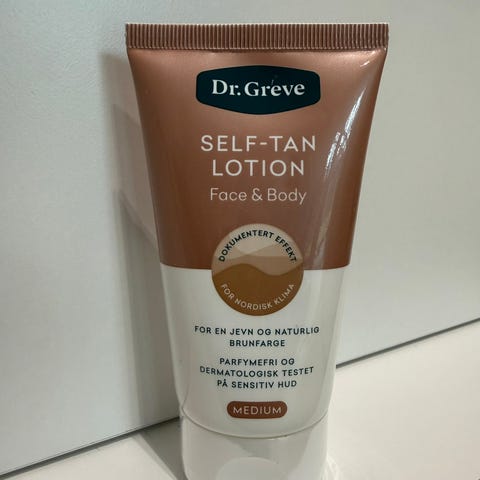 Dr. Greve
SELF-TAN
LOTION
Face & Body
DOKUMENTERT EFFEKT
FOR NORDISK KLIMA
FOR EN JEVN OG NATURLIG
BRUNFARGE
PARFYMEFRI OG
DERMATOLOGISK TESTET
PÅ SENSITIV HUD
MEDIUM